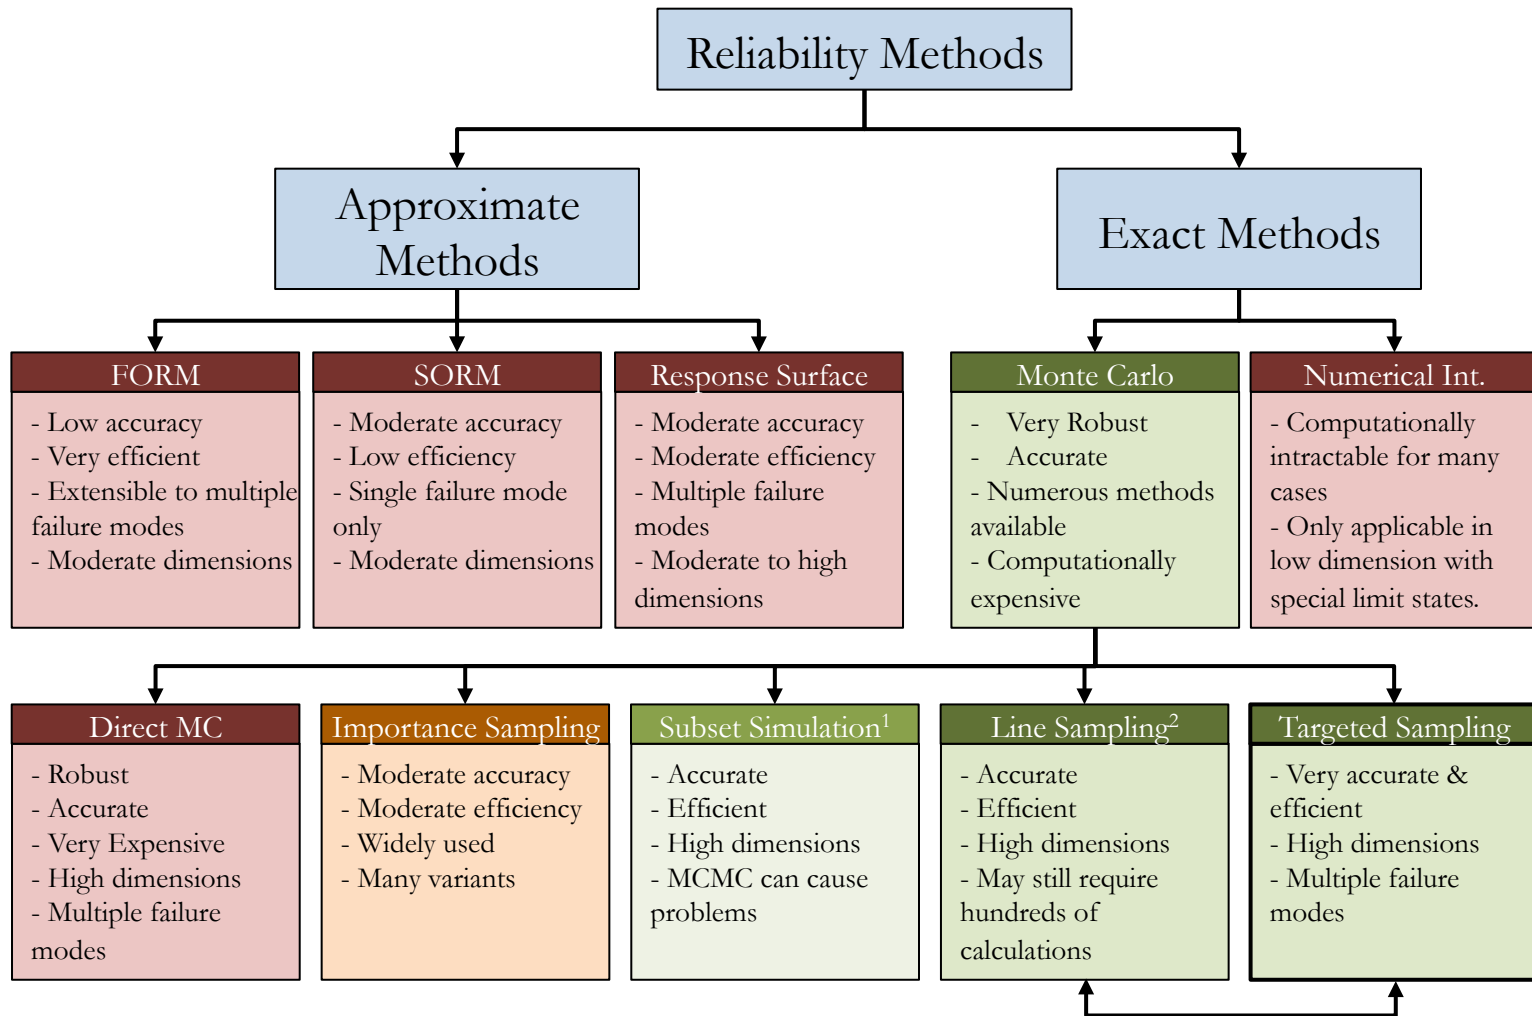 Reliability Methods
Approximate
Methods
Exact Methods
FORM
- Low accuracy
- Very efficient
- Extensible to multiple
failure modes
- Moderate dimensions
SORM
- Moderate accuracy
- Low efficiency
- Single failure mode
only
- Moderate dimensions
Response Surface
- Moderate accuracy
- Moderate efficiency
- Multiple failure
modes
- Moderate to high
dimensions
Monte Carlo
- Very Robust
- Accurate
- Numerous methods
available
- Computationally
expensive
Numerical Int.
- Computationally
intractable for many
cases
- Only applicable in
low dimension with
special limit states.
Direct MC
- Robust
- Accurate
- Very Expensive
- High dimensions
- Multiple failure
modes
Importance Sampling
- Moderate accuracy
- Moderate efficiency
- Widely used
- Many variants
Subset Simulation¹
- Accurate
- Efficient
- High dimensions
- MCMC can cause
problems
Line Sampling²
- Accurate
- Efficient
- High dimensions
- May still require
hundreds of
calculations
Targeted Sampling
- Very accurate &
efficient
- High dimensions
- Multiple failure
modes